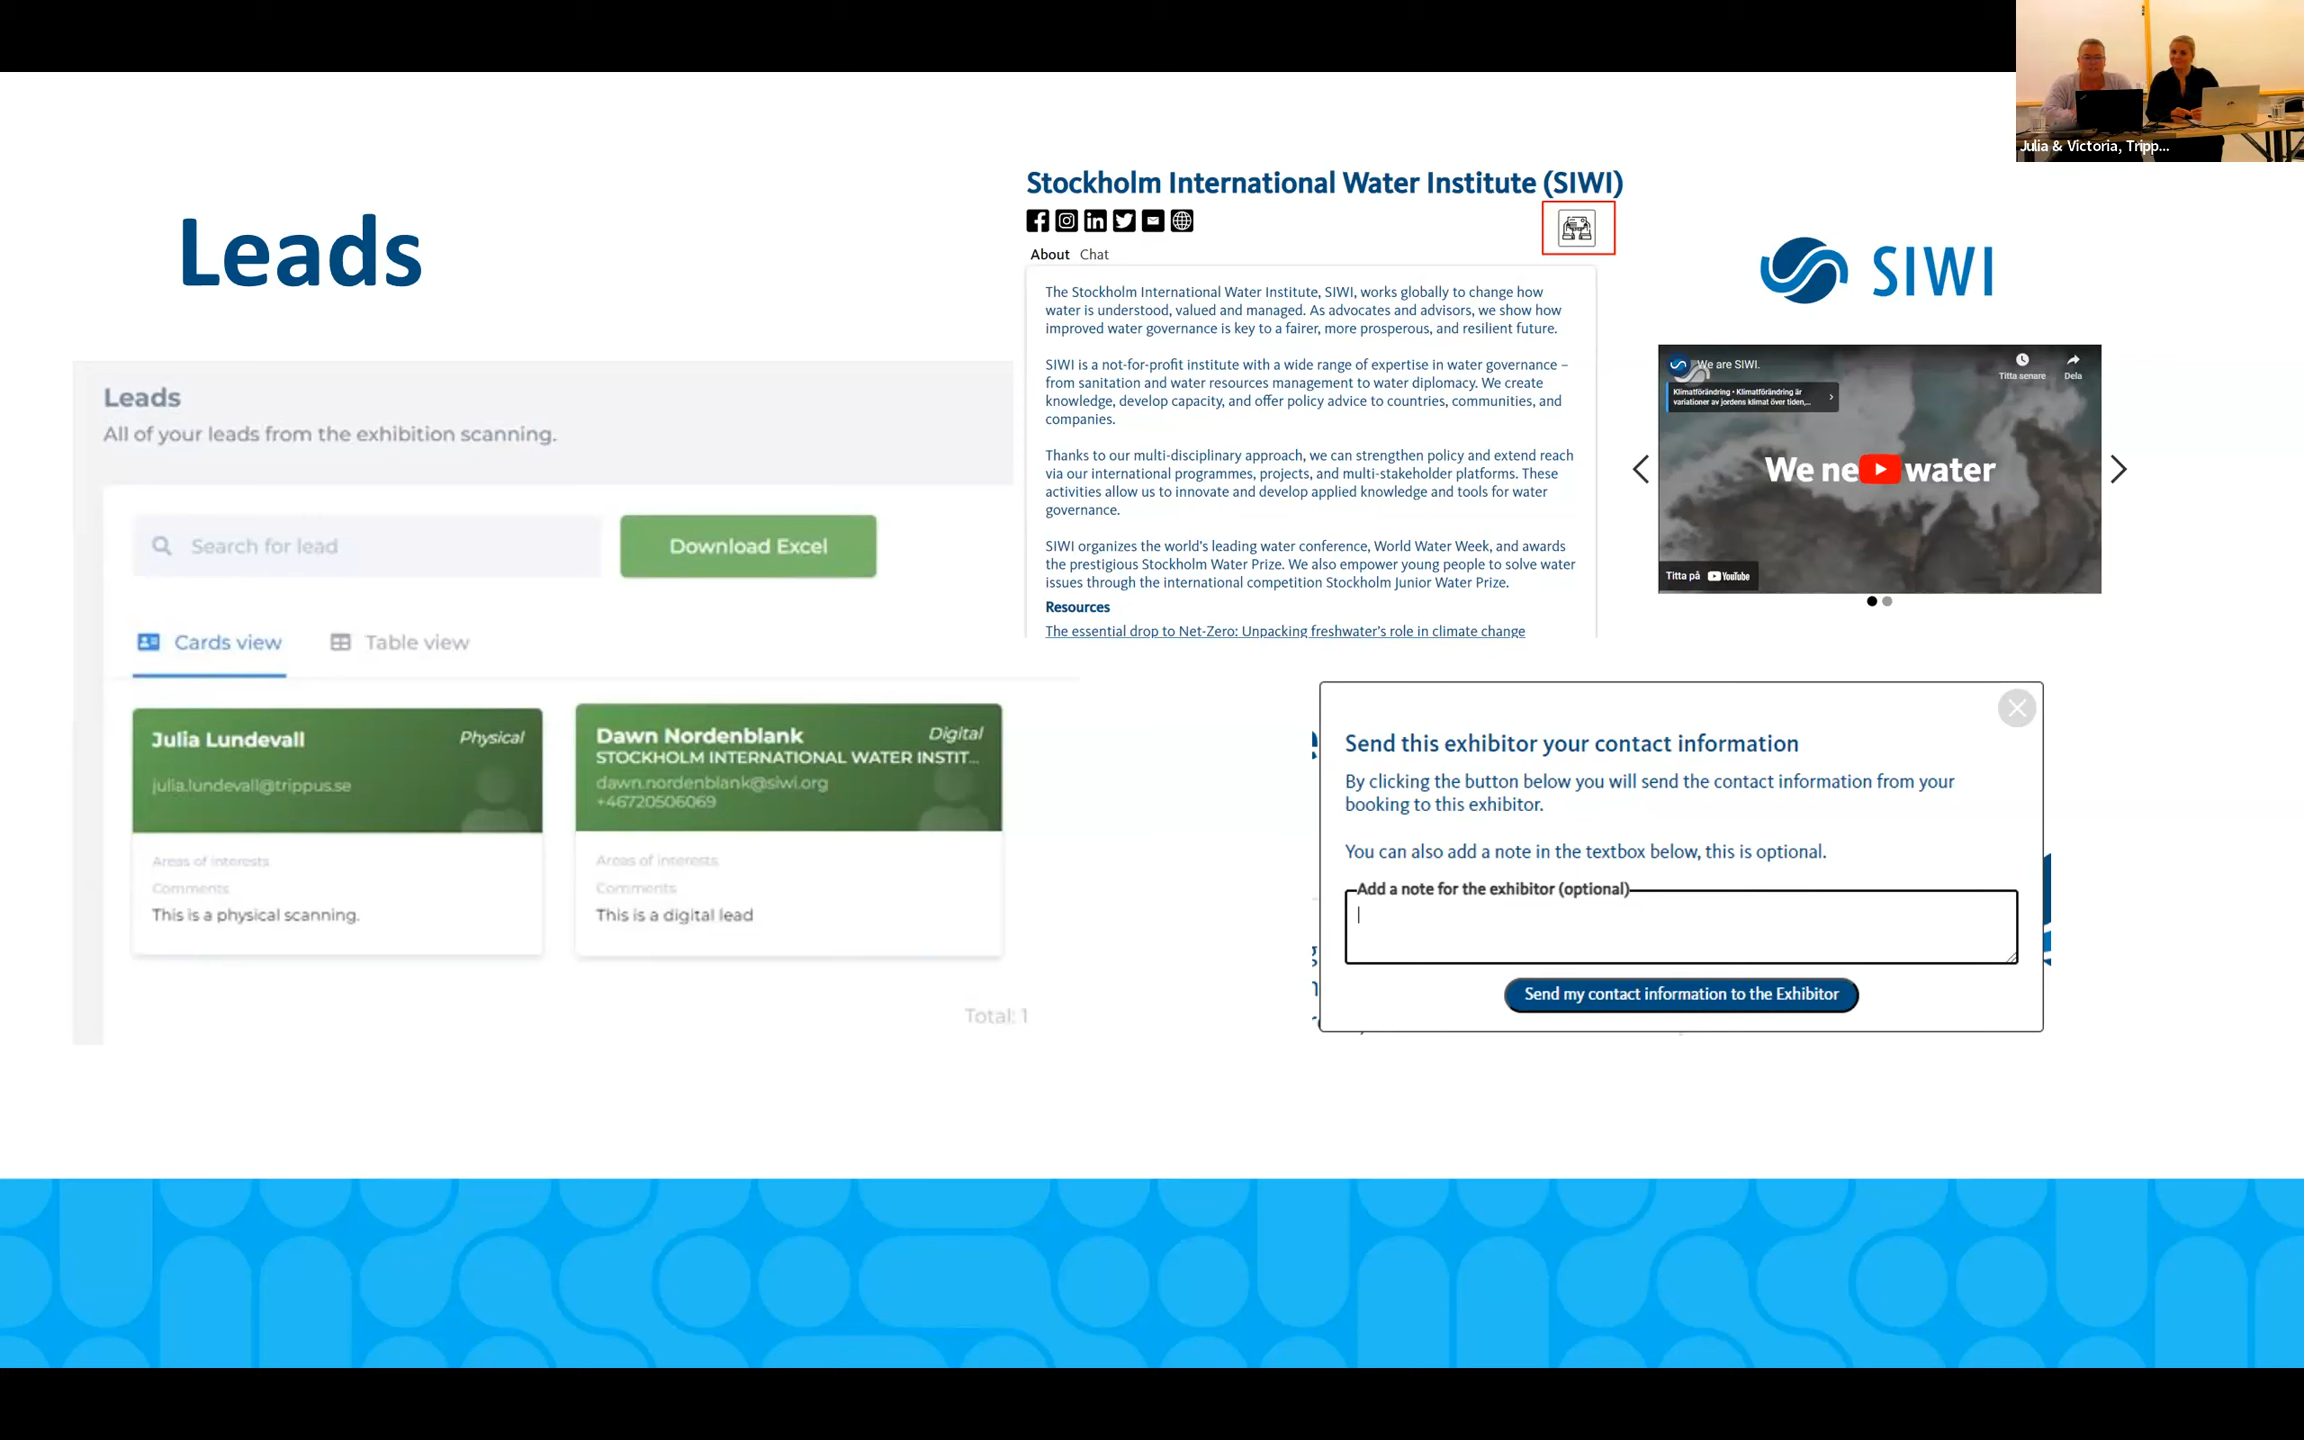 Julia & Victoria, Tripp...
Leads
Leads
All of your leads from the exhibition scanning.
Search for lead
Download Excel
Cards view
Table view
Julia Lundevall
Physical
julia.lundevall@trippus.se
Areas of interests
Comments
This is a physical scanning.
Dawn Nordenblank
Digital
STOCKHOLM INTERNATIONAL WATER INSTIT...
dawn.nordenblank@siwi.org
+46720506069
Areas of interests
Comments
This is a digital lead
Total: 1
Stockholm International Water Institute (SIWI)
About Chat
The Stockholm International Water Institute, SIWI, works globally to change how
water is understood, valued and managed. As advocates and advisors, we show how
improved water governance is key to a fairer, more prosperous, and resilient future.
SIWI is a not-for-profit institute with a wide range of expertise in water governance –
from sanitation and water resources management to water diplomacy. We create
knowledge, develop capacity, and offer policy advice to countries, communities, and
companies.
Thanks to our multi-disciplinary approach, we can strengthen policy and extend reach
via our international programmes, projects, and multi-stakeholder platforms. These
activities allow us to innovate and develop applied knowledge and tools for water
governance.
SIWI organizes the world's leading water conference, World Water Week, and awards
the prestigious Stockholm Water Prize. We also empower young people to solve water
issues through the international competition Stockholm Junior Water Prize.
Resources
The essential drop to Net-Zero: Unpacking freshwater's role in climate change
SIWI
We are SIWI.
Titta senare
Dela
Klimatförändring • Klimatförändring är
variationer av jordens klimat över tiden,...
We ne water
Titta på YouTube
Send this exhibitor your contact information
By clicking the button below you will send the contact information from your
booking to this exhibitor.
You can also add a note in the textbox below, this is optional.
Add a note for the exhibitor (optional)
Send my contact information to the Exhibitor